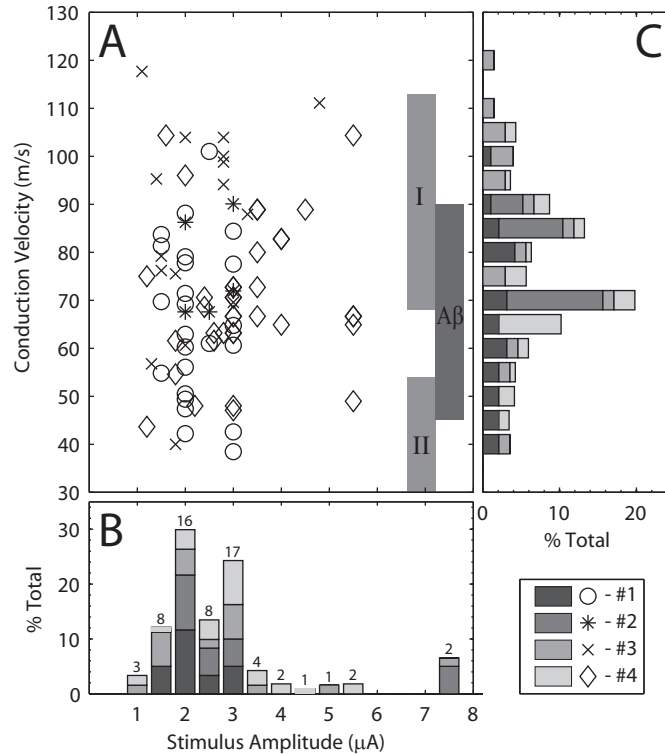 130
120
110
100
90
80
70
60
50
40
30
Conduction Velocity (m/s)
A
I
Aβ
II
C
0 10 20
% Total
B
30
20
10
0
% Total
3 8 16 8 17 4 2 1 1 2 2
1 2 3 4 5 6 7 8
Stimulus Amplitude (μA)
- #1
- #2
- #3
- #4